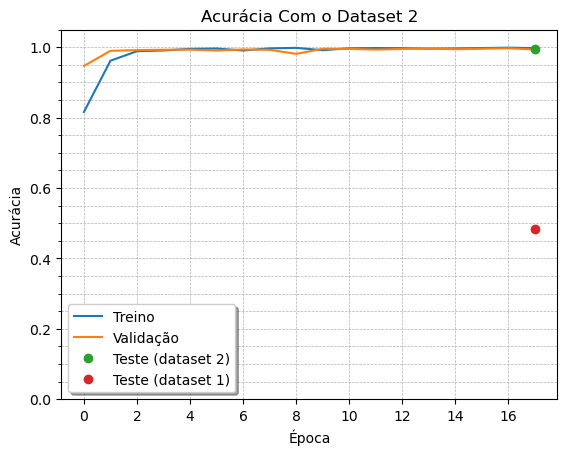 Acurácia Com o Dataset 2
Acurácia
1.0
0.8
0.6
0.4
0.2
0.0
Treino
Validação
Teste (dataset 2)
Teste (dataset 1)
0 2 4 6 8 10 12 14 16
Época